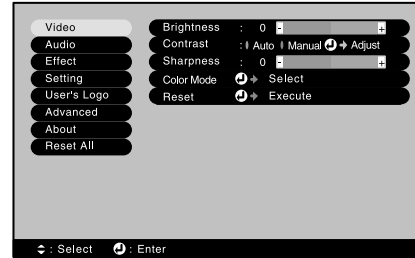 Video
Audio
Effect
Setting
User's Logo
Advanced
About
Reset All
Brightness : 0 - +
Contrast : Auto Manual Adjust
Sharpness : 0 - +
Color Mode Select
Reset Execute
: Select : Enter